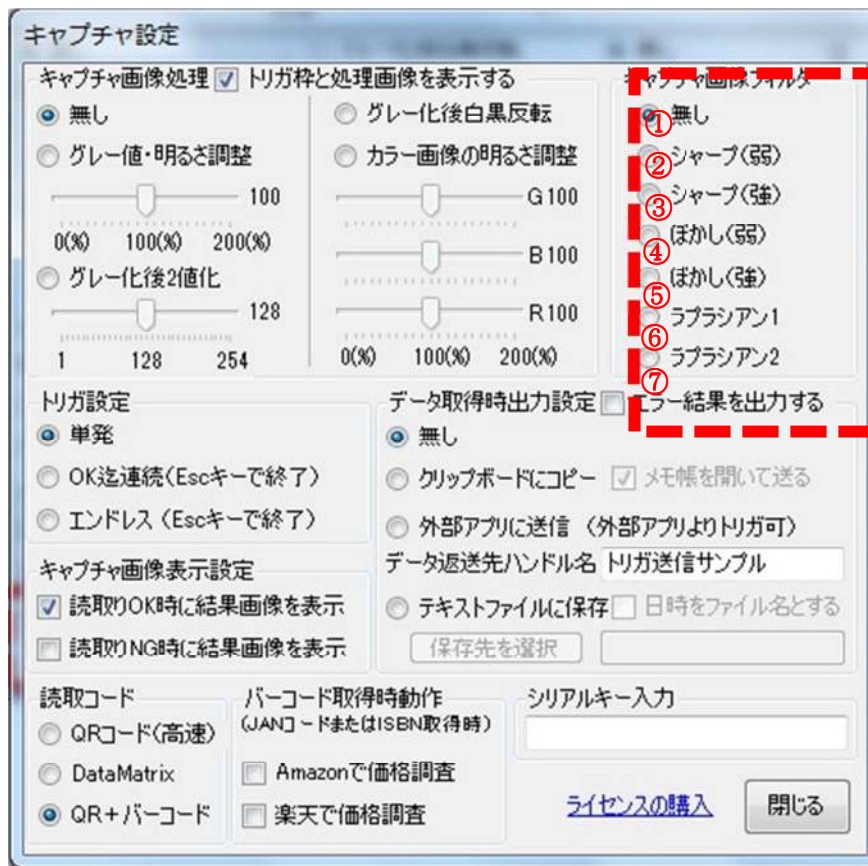 キャプチャ設定
キャプチャ画像処理 トリガ枠と処理画像を表示する
無し
グレー値・明るさ調整
100
0(%) 100(%) 200(%)
グレー化後2値化
128
1 128 254
グレー化後白黒反転
カラー画像の明るさ調整
G 100
B 100
R 100
0(%) 100(%) 200(%)
キャプチャ画像フィルタ
① 無し
② シャープ(弱)
③ シャープ(強)
④ ぼかし(弱)
⑤ ぼかし(強)
⑥ ラプラシアン1
⑦ ラプラシアン2
トリガ設定
単発
OK迄連続(Escキーで終了)
エンドレス(Escキーで終了)
データ取得時出力設定 エラー結果を出力する
無し
クリップボードにコピー メモ帳を開いて送る
外部アプリに送信 (外部アプリよりトリガ可)
データ返送先ハンドル名 トリガ送信サンプル
テキストファイルに保存 日時をファイル名とする
保存先を選択
キャプチャ画像表示設定
読取りOK時に結果画像を表示
読取りNG時に結果画像を表示
読取コード
QRコード(高速)
DataMatrix
QR+バーコード
バーコード取得時動作
(JANコードまたはISBN取得時)
Amazonで価格調査
楽天で価格調査
シリアルキー入力
ライセンスの購入
閉じる